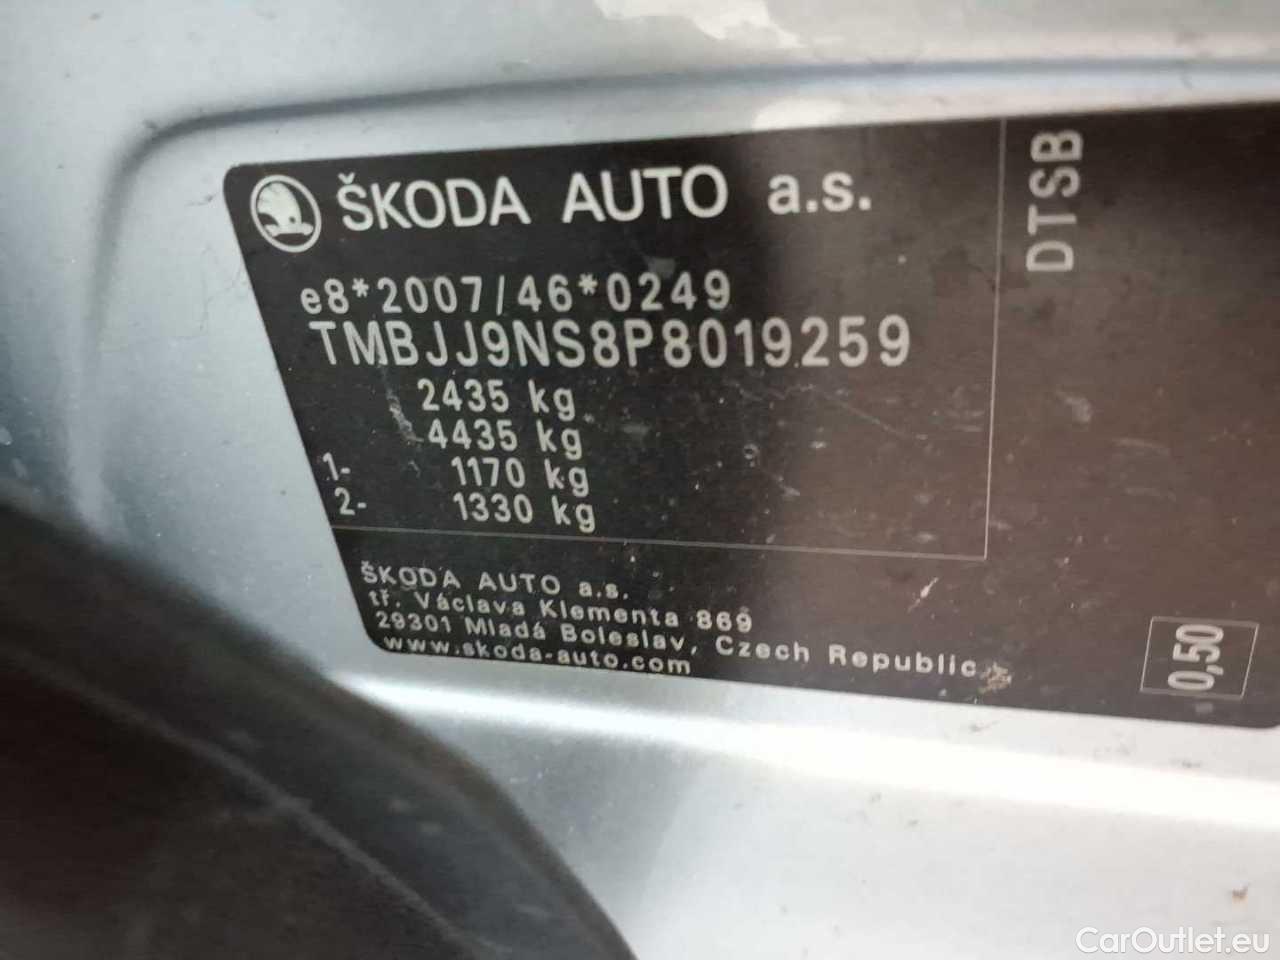 ŠKODA AUTO a.s.
e8*2007/46*0249
TMBJJ9NS8P8019259
2435 kg
4435 kg
1- 1170 kg
2- 1330 kg
DTSB
ŠKODA AUTO a.s.
tř. Václava Klementa 869
29301 Mladá Boleslav, Czech Republic
www.skoda-auto.com
0,50
CarOutlet.eu